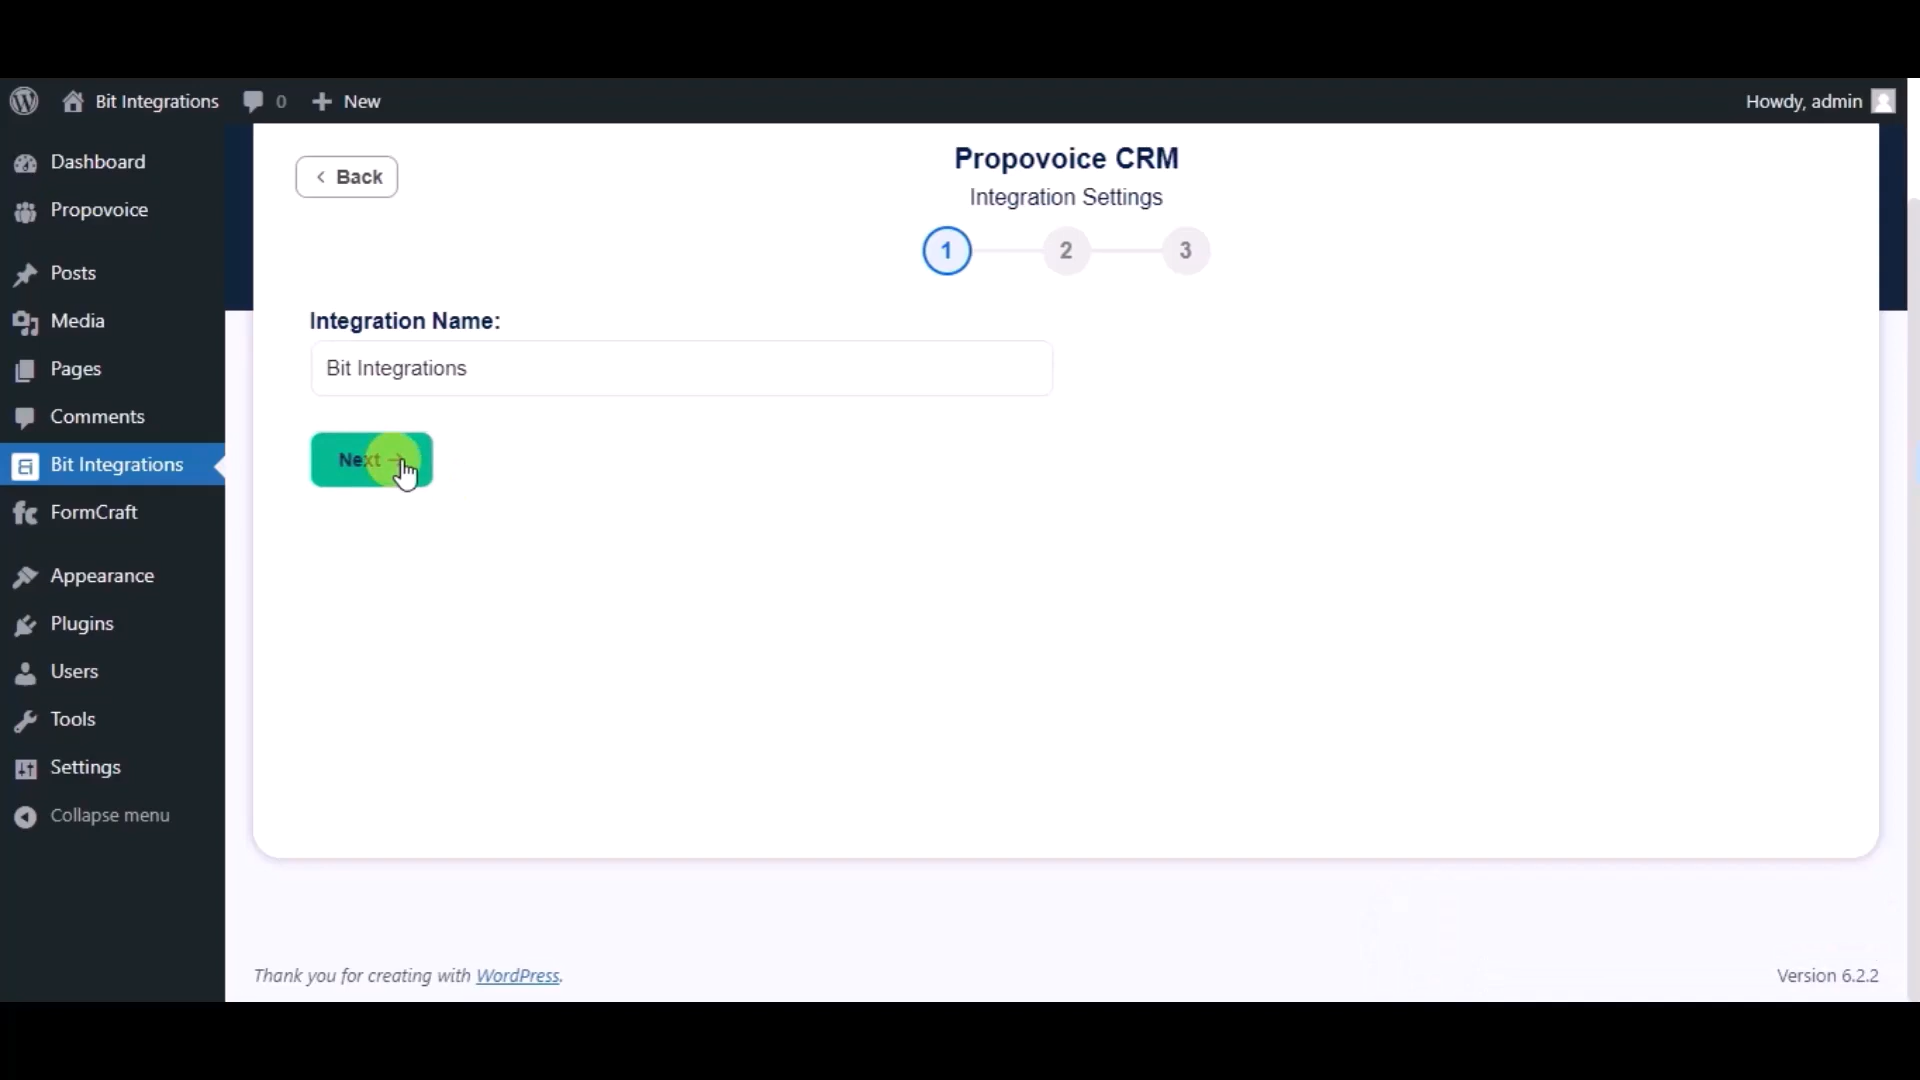 Bit Integrations 0 New Howdy, admin
Dashboard
Propovoice
Posts
Media
Pages
Comments
Bit Integrations
FormCraft
Appearance
Plugins
Users
Tools
Settings
Collapse menu
Back
Propovoice CRM
Integration Settings
1 2 3
Integration Name:
Bit Integrations
Next
Thank you for creating with WordPress.
Version 6.2.2